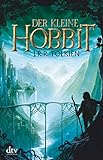 DER KLEINE
HOBBIT
J.R.R. TOLKIEN
dtv